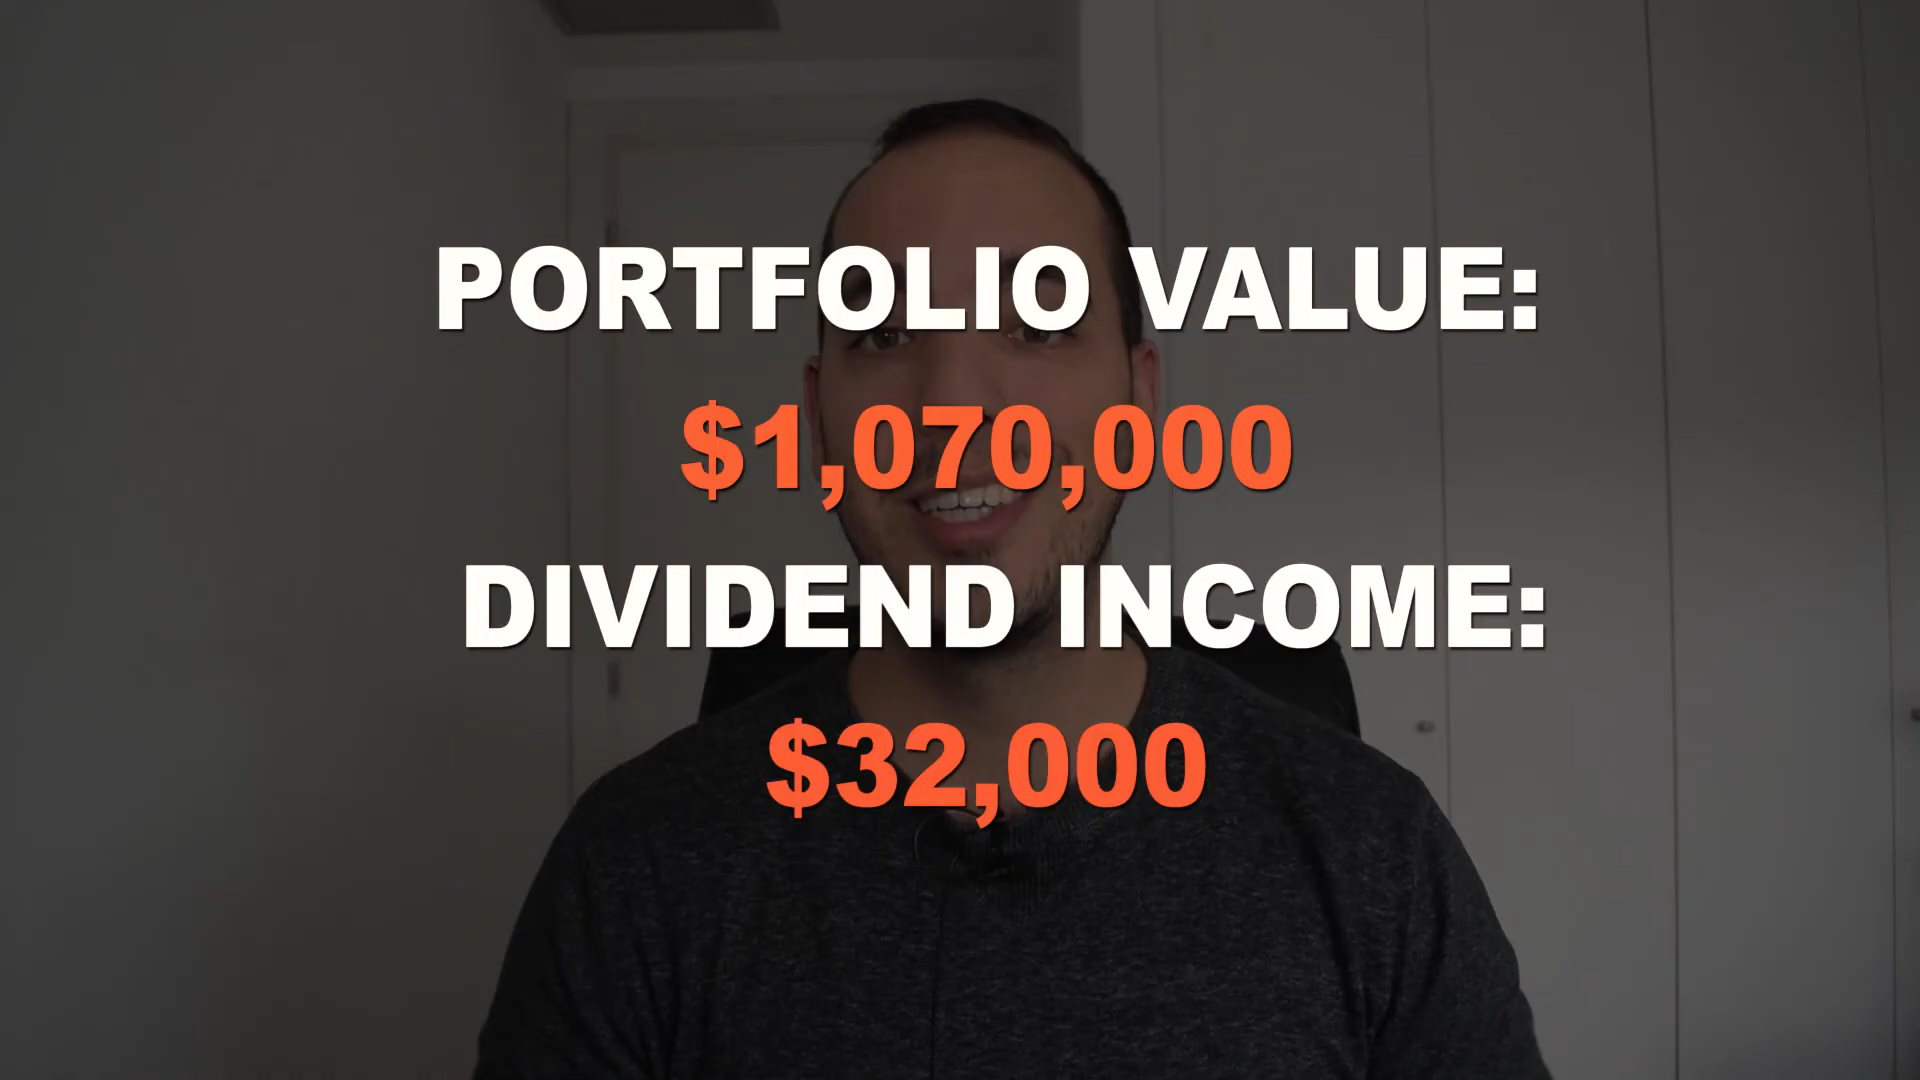 PORTFOLIO VALUE:
$1,070,000
DIVIDEND INCOME:
$32,000